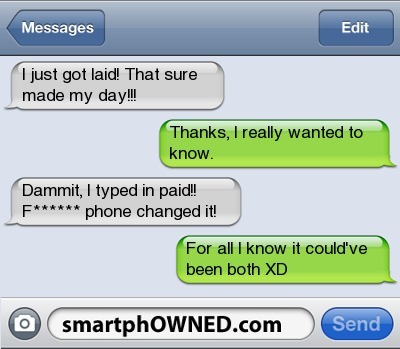 Messages
Edit
I just got laid! That sure
made my day!!!
Thanks, I really wanted to
know.
Dammit, I typed in paid!!
F****** phone changed it!
For all I know it could've
been both XD
smartphOWNED.com
Send